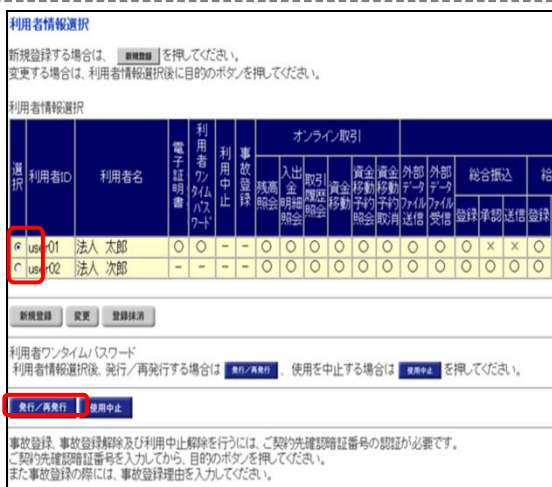 利用者情報選択
新規登録する場合は、 新規登録 を押してください。
変更する場合は、利用者情報選択後に目的のボタンを押してください。
利用者情報選択
選択 利用者ID 利用者名 電子証明書 利用者ワンタイムパスワード 利用中止 事故登録 オンライン取引 総合振込 給
残高照会 入出金明細照会 取引履歴照会 資金移動 資金移動予約照会 資金移動予約取消 外部データファイル送信 外部データファイル受信 登録 承認 送信 登録
user01 法人 太郎 ○ ○ - - ○ ○ ○ ○ ○ ○ ○ ○ ○ × × ○
user02 法人 次郎 - - - - ○ ○ ○ ○ ○ ○ ○ ○ ○ ○ ○ ○
新規登録 変更 登録抹消
利用者ワンタイムパスワード
利用者情報選択後、発行/再発行する場合は 発行/再発行 、使用を中止する場合は 使用中止 を押してください。
発行/再発行 使用中止
事故登録、事故登録解除及び利用中止解除を行うには、ご契約先確認暗証番号の認証が必要です。
ご契約先確認暗証番号を入力してから、目的のボタンを押してください。
また事故登録の際には、事故登録理由を入力してください。